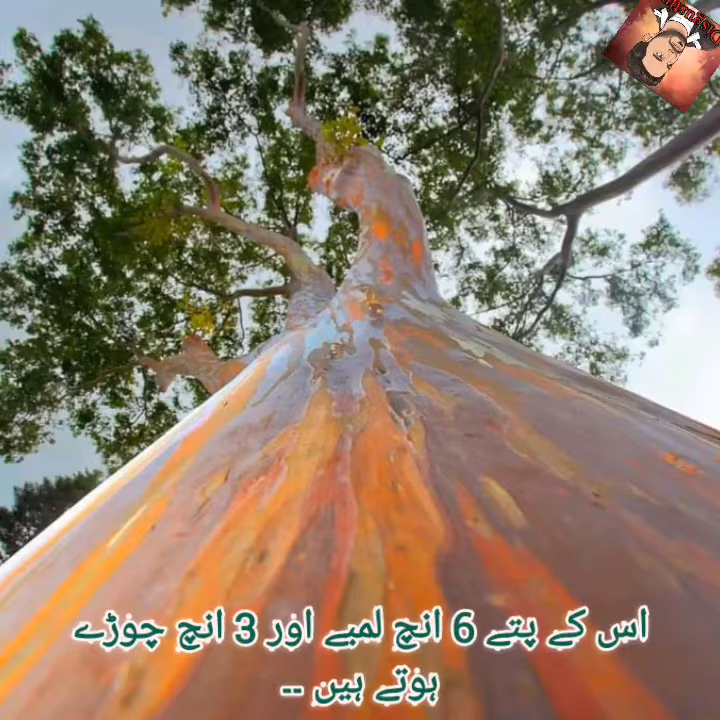 اس کے پتے 6 انچ لمبے اور 3 انچ چوڑے
ہوتے ہیں --